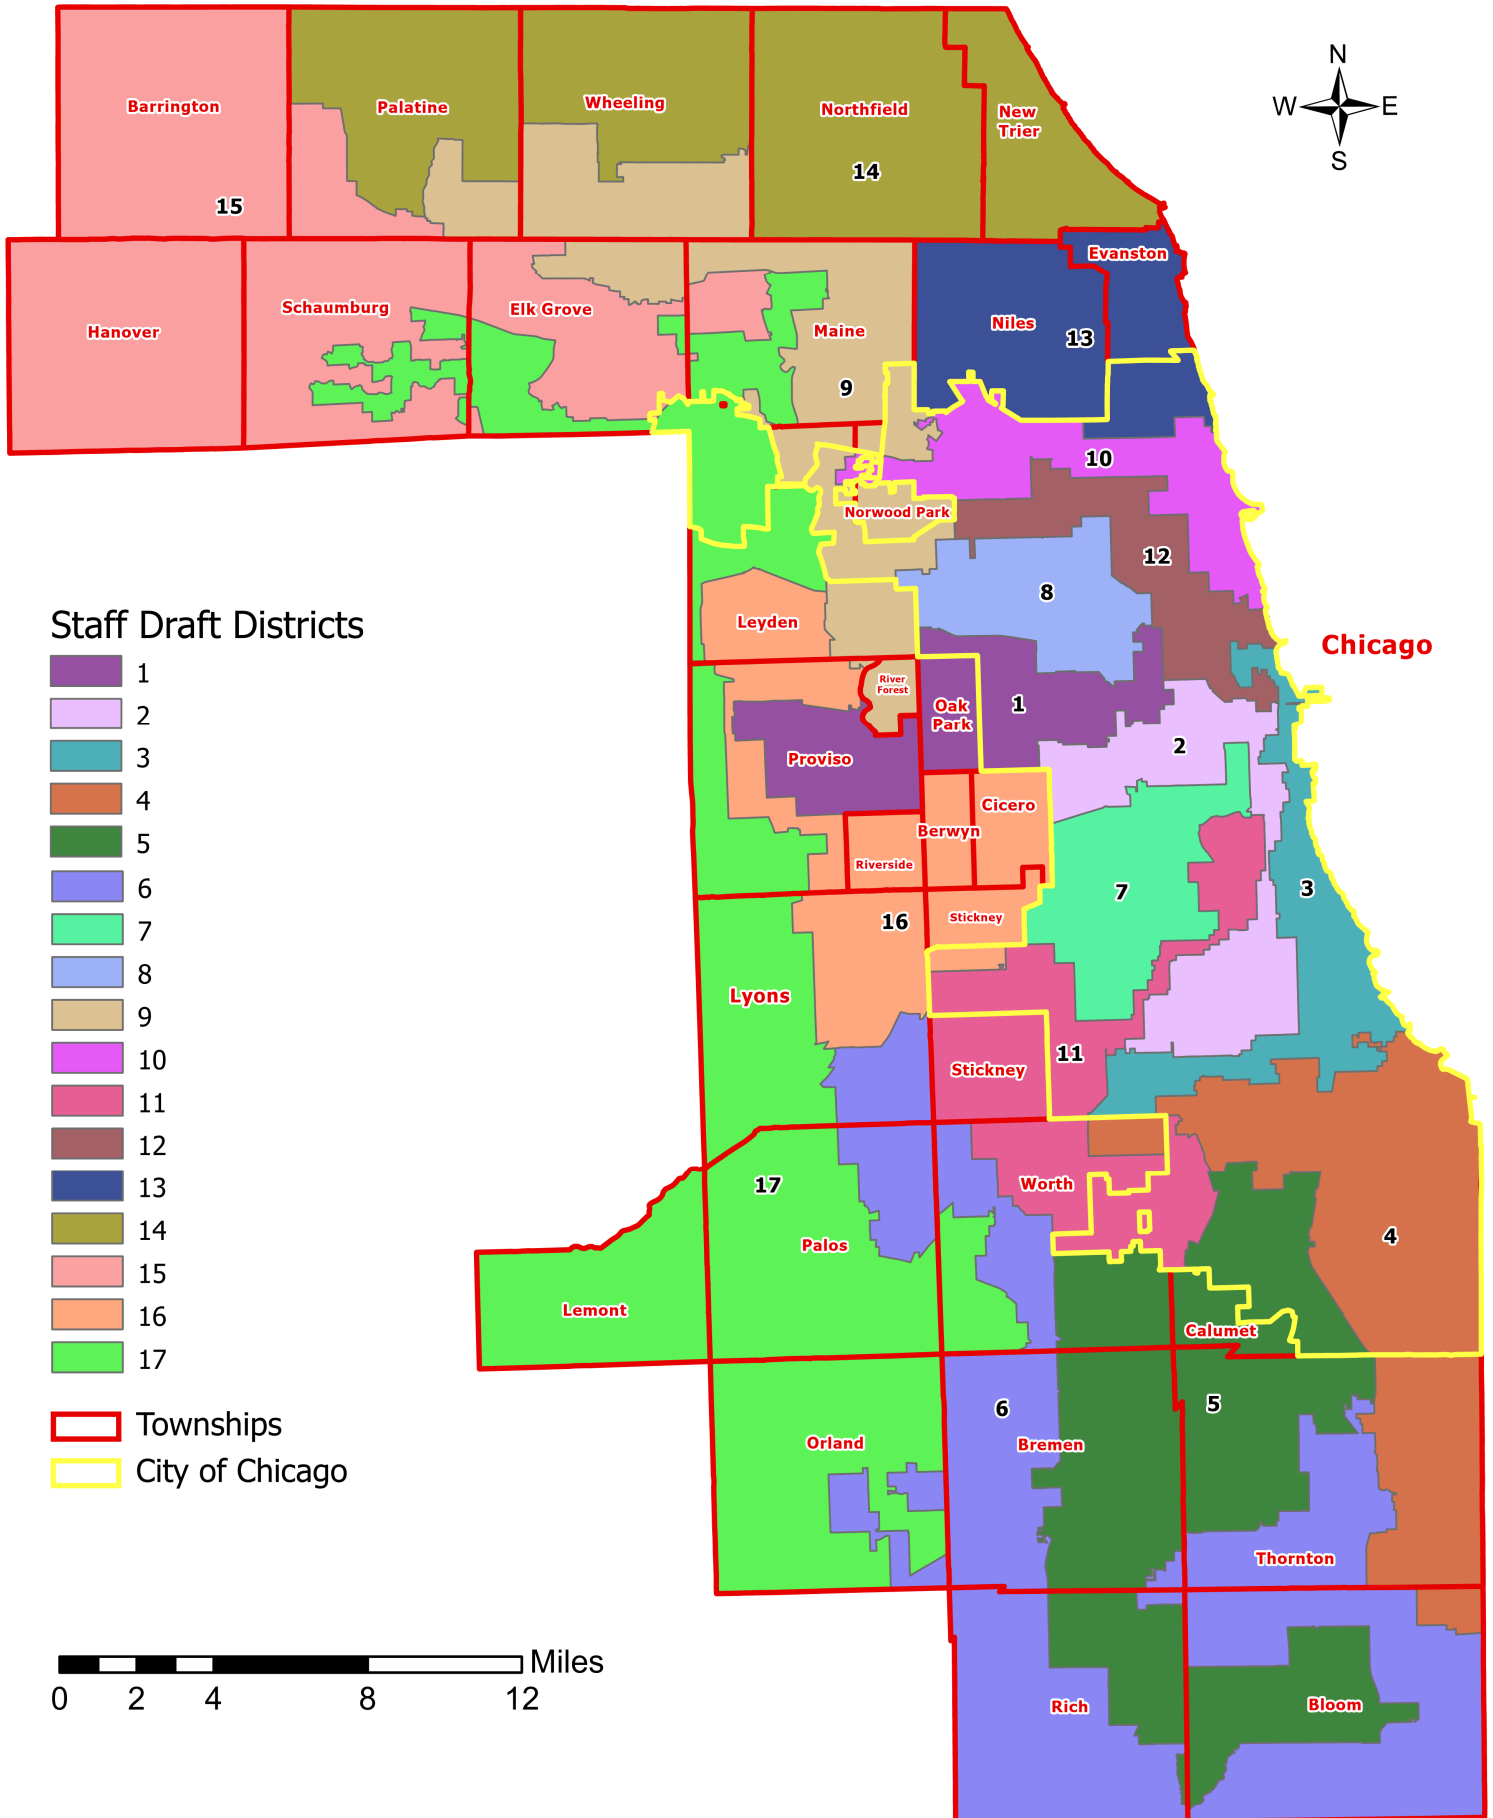 N
W E
S
Barrington
Palatine
Wheeling
Northfield
New
Trier
14
15
Evanston
Hanover
Schaumburg
Elk Grove
Maine
Niles
13
9
10
Norwood Park
12
8
Leyden
Chicago
Staff Draft Districts
1
2
3
4
5
6
7
8
9
10
11
12
13
14
15
16
17
Townships
City of Chicago
River
Forest
Oak
Park
1
2
Proviso
Cicero
Berwyn
Riverside
7
3
16
Stickney
Lyons
11
Stickney
17
Worth
Palos
4
Lemont
Calumet
6
5
Orland
Bremen
Thornton
Rich
Bloom
Miles
0 2 4 8 12